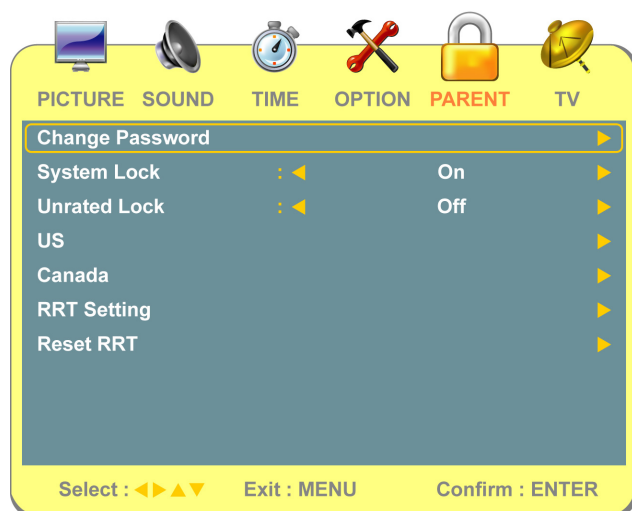 PICTURE SOUND TIME OPTION PARENT TV
Change Password
System Lock : On
Unrated Lock : Off
US
Canada
RRT Setting
Reset RRT
Select : ◀▶▲▼ Exit : MENU Confirm : ENTER